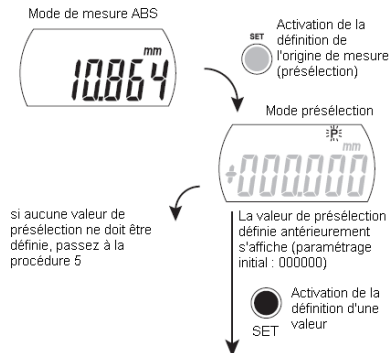 Mode de mesure ABS
mm
10.864
SET
Activation de la
définition de
l'origine de mesure
(présélection)
Mode présélection
P
mm
+000.000
si aucune valeur de
présélection ne doit être
définie, passez à la
procédure 5
La valeur de présélection
définie antérieurement
s'affiche (paramétrage
initial : 000000)
SET
Activation de la
définition d'une
valeur